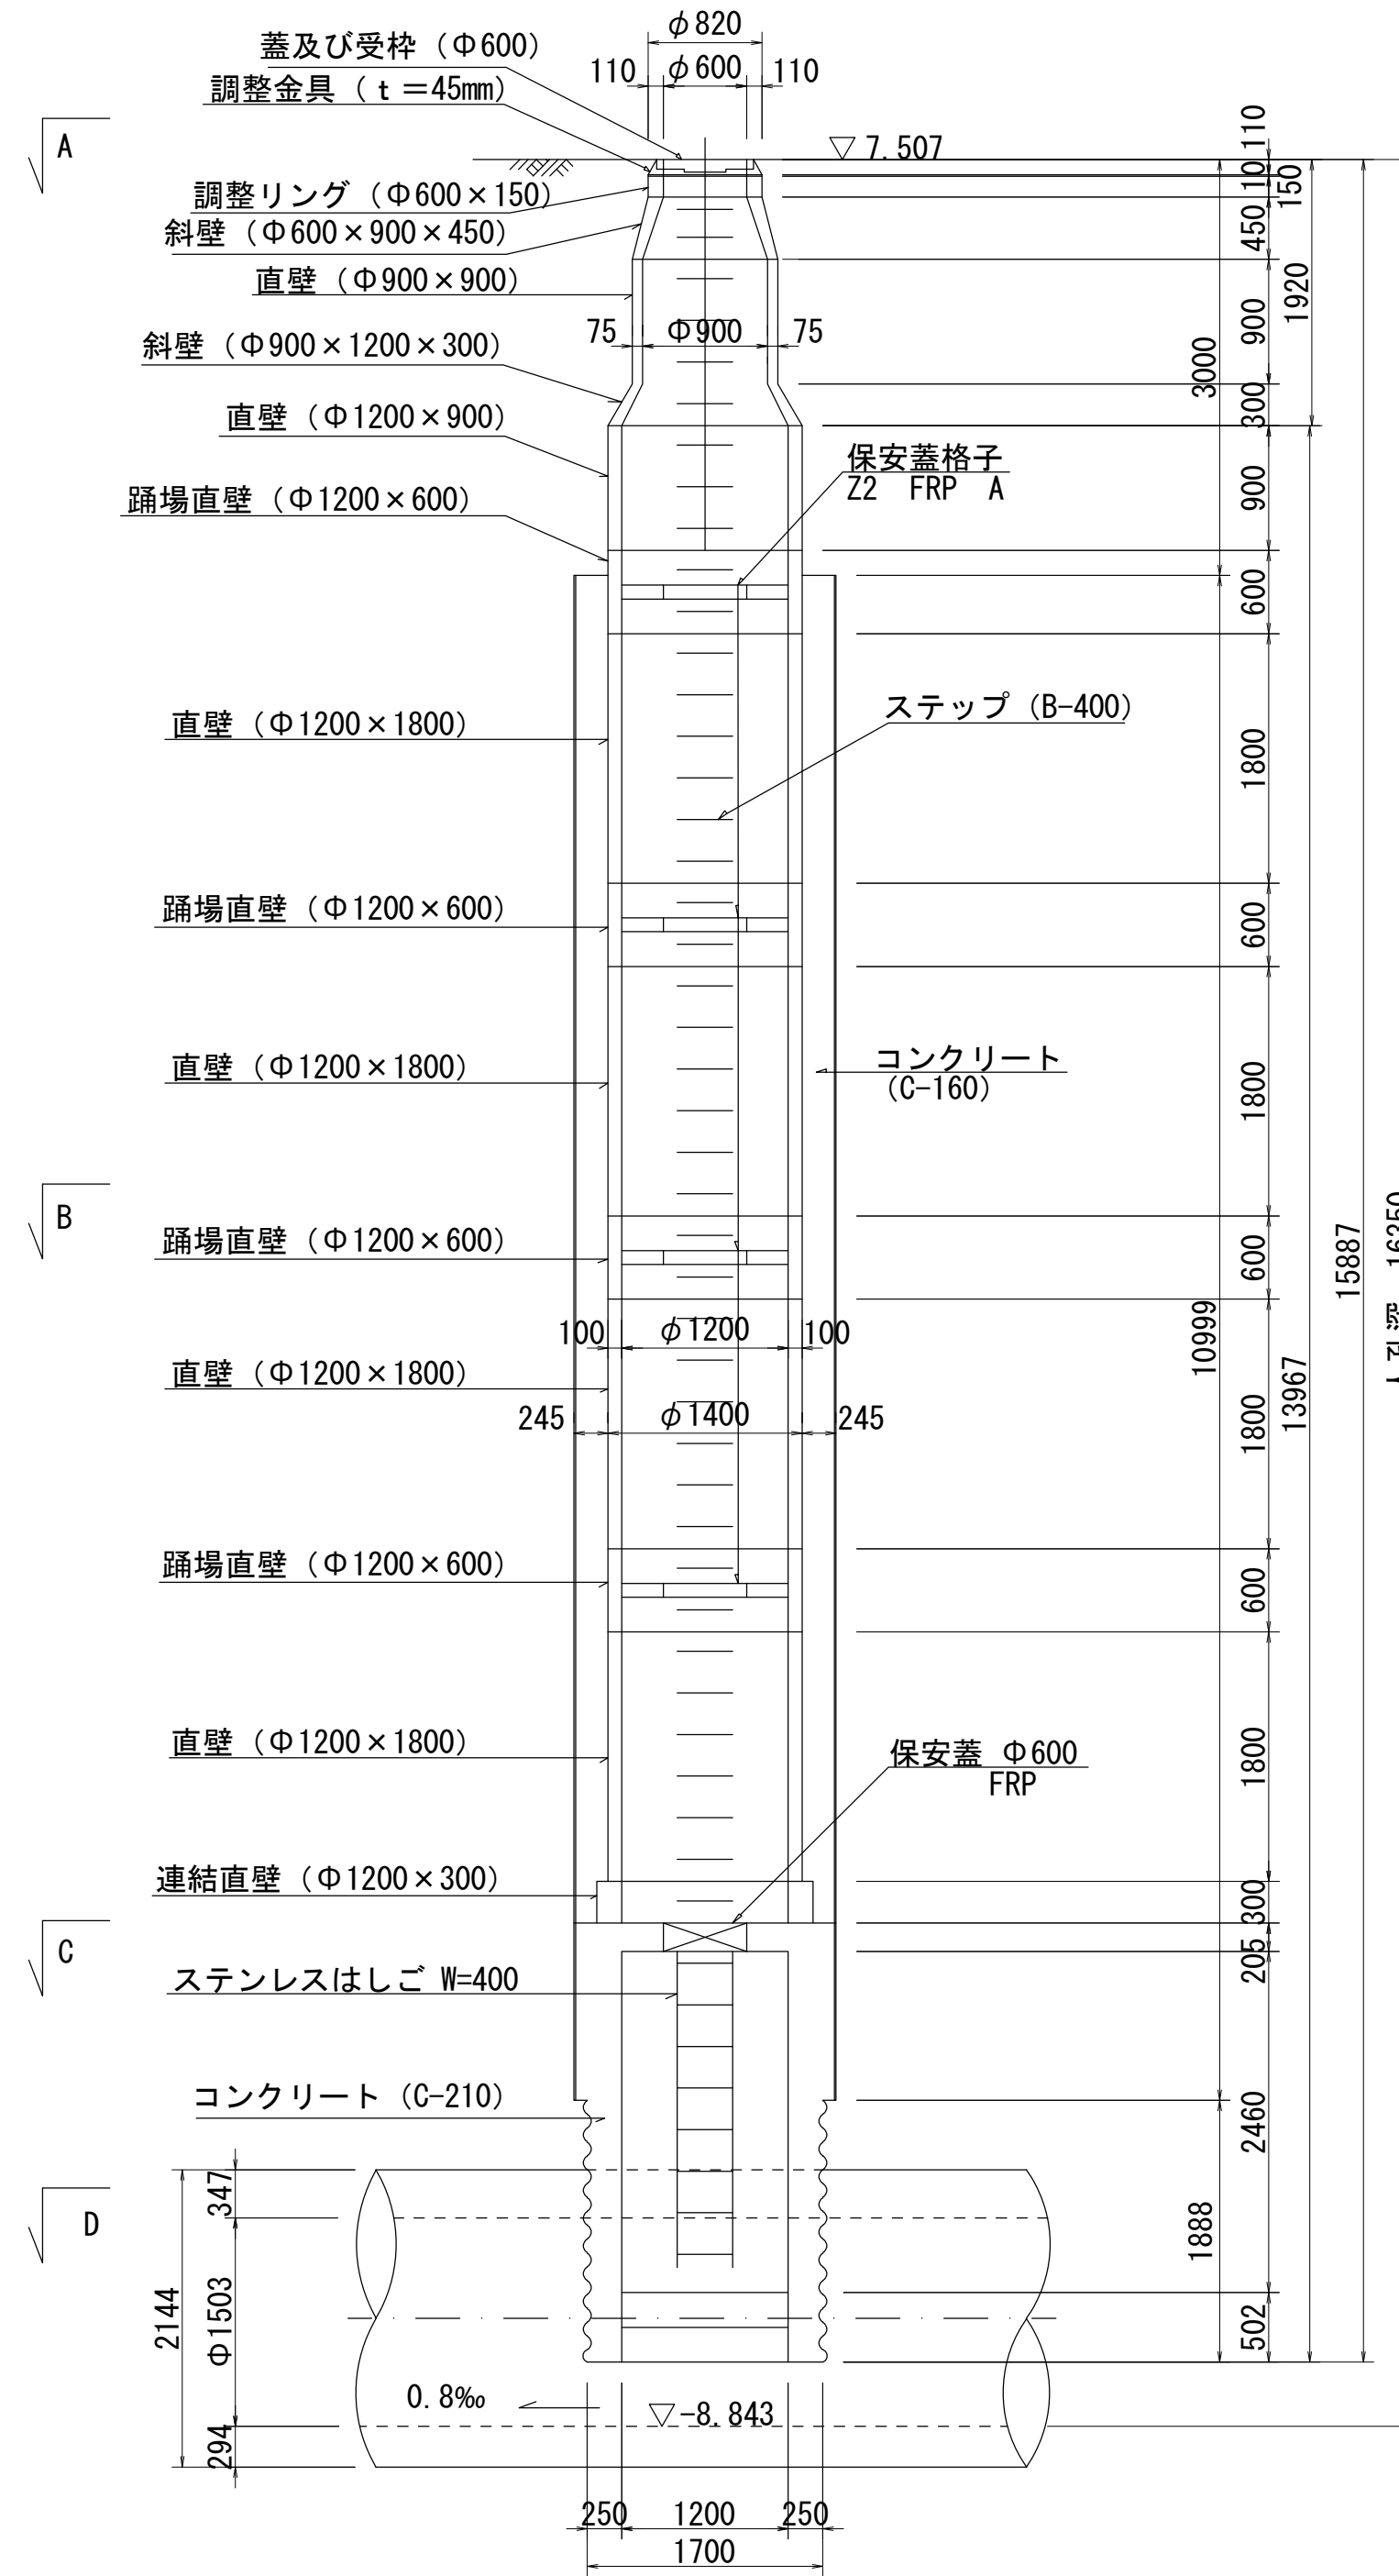 φ820
蓋及び受枠（Φ600）
110
φ600
110
調整金具（ｔ＝45mm）
A
7.507
110
10
150
調整リング（Φ600×150）
斜壁（Φ600×900×450）
450
直壁（Φ900×900）
1920
75
Φ900
75
900
斜壁（Φ900×1200×300）
3000
300
直壁（Φ1200×900）
保安蓋格子
Z2 FRP A
900
踊場直壁（Φ1200×600）
600
ステップ（B-400）
直壁（Φ1200×1800）
1800
踊場直壁（Φ1200×600）
600
コンクリート
（C-160）
直壁（Φ1200×1800）
1800
B
踊場直壁（Φ1200×600）
600
15887
16350
100
φ1200
100
10999
直壁（Φ1200×1800）
13967
245
φ1400
245
1800
踊場直壁（Φ1200×600）
600
直壁（Φ1200×1800）
1800
保安蓋 Φ600
FRP
連結直壁（Φ1200×300）
300
C
205
ステンレスはしご W=400
コンクリート（C-210）
2460
347
D
1888
2144
Φ1503
502
0.8‰
-8.843
294
250
1200
250
1700